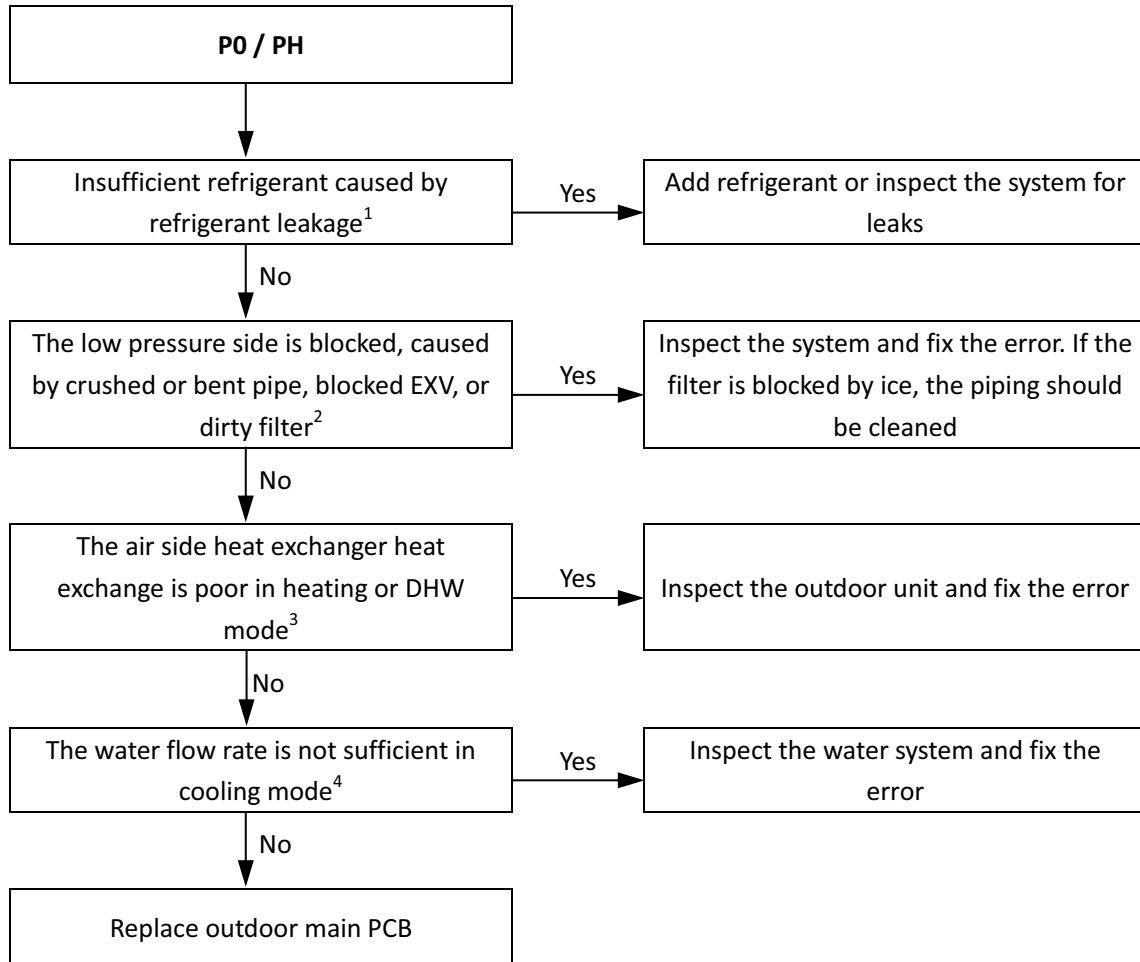 P0 / PH
Insufficient refrigerant caused by
refrigerant leakage1
Yes
Add refrigerant or inspect the system for
leaks
No
The low pressure side is blocked, caused
by crushed or bent pipe, blocked EXV, or
dirty filter2
Yes
Inspect the system and fix the error. If the
filter is blocked by ice, the piping should
be cleaned
No
The air side heat exchanger heat
exchange is poor in heating or DHW
mode3
Yes
Inspect the outdoor unit and fix the error
No
The water flow rate is not sufficient in
cooling mode4
Yes
Inspect the water system and fix the
error
No
Replace outdoor main PCB